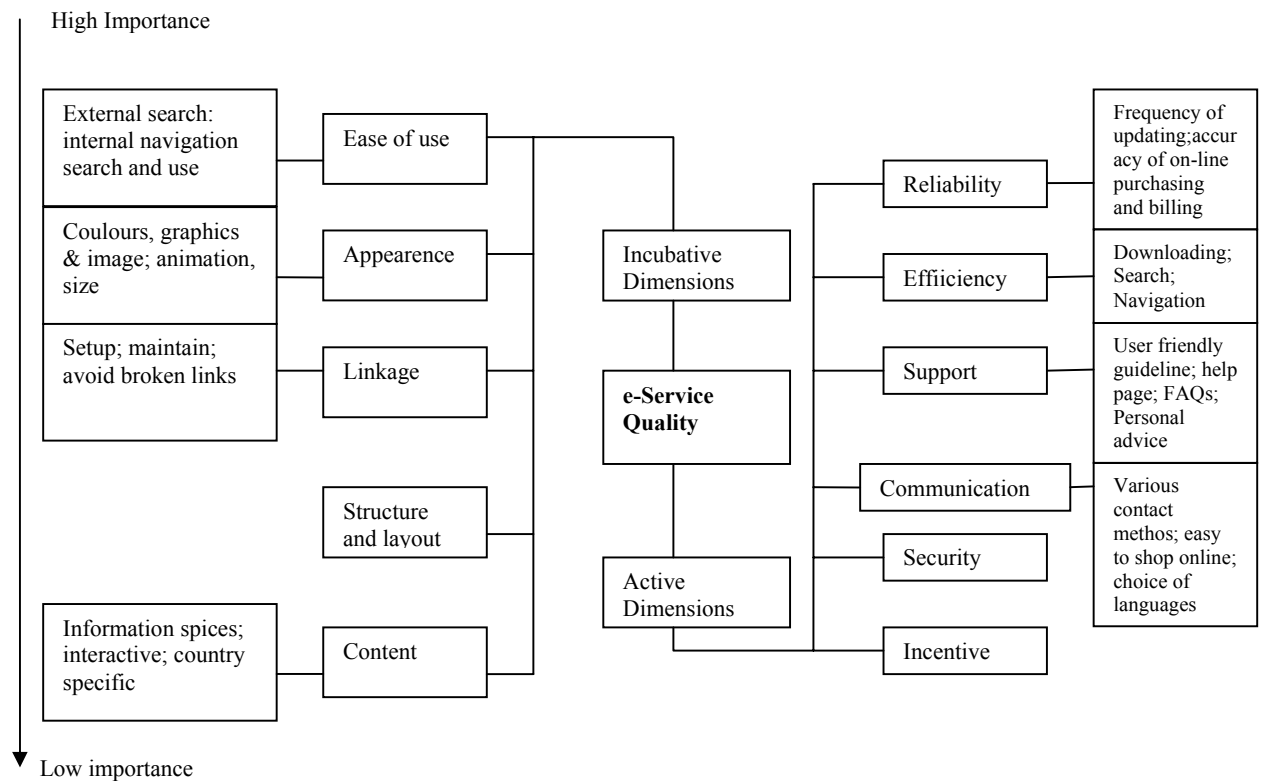 High Importance
External search:
internal navigation
search and use
Ease of use
Coulours, graphics
& image; animation,
size
Appearence
Setup; maintain;
avoid broken links
Linkage
Structure
and layout
Information spices;
interactive; country
specific
Content
Incubative
Dimensions
e-Service
Quality
Active
Dimensions
Reliability
Frequency of
updating;accur
acy of on-line
purchasing
and billing
Effiiciency
Downloading;
Search;
Navigation
Support
User friendly
guideline; help
page; FAQs;
Personal
advice
Communication
Various
contact
methos; easy
to shop online;
choice of
languages
Security
Incentive
Low importance